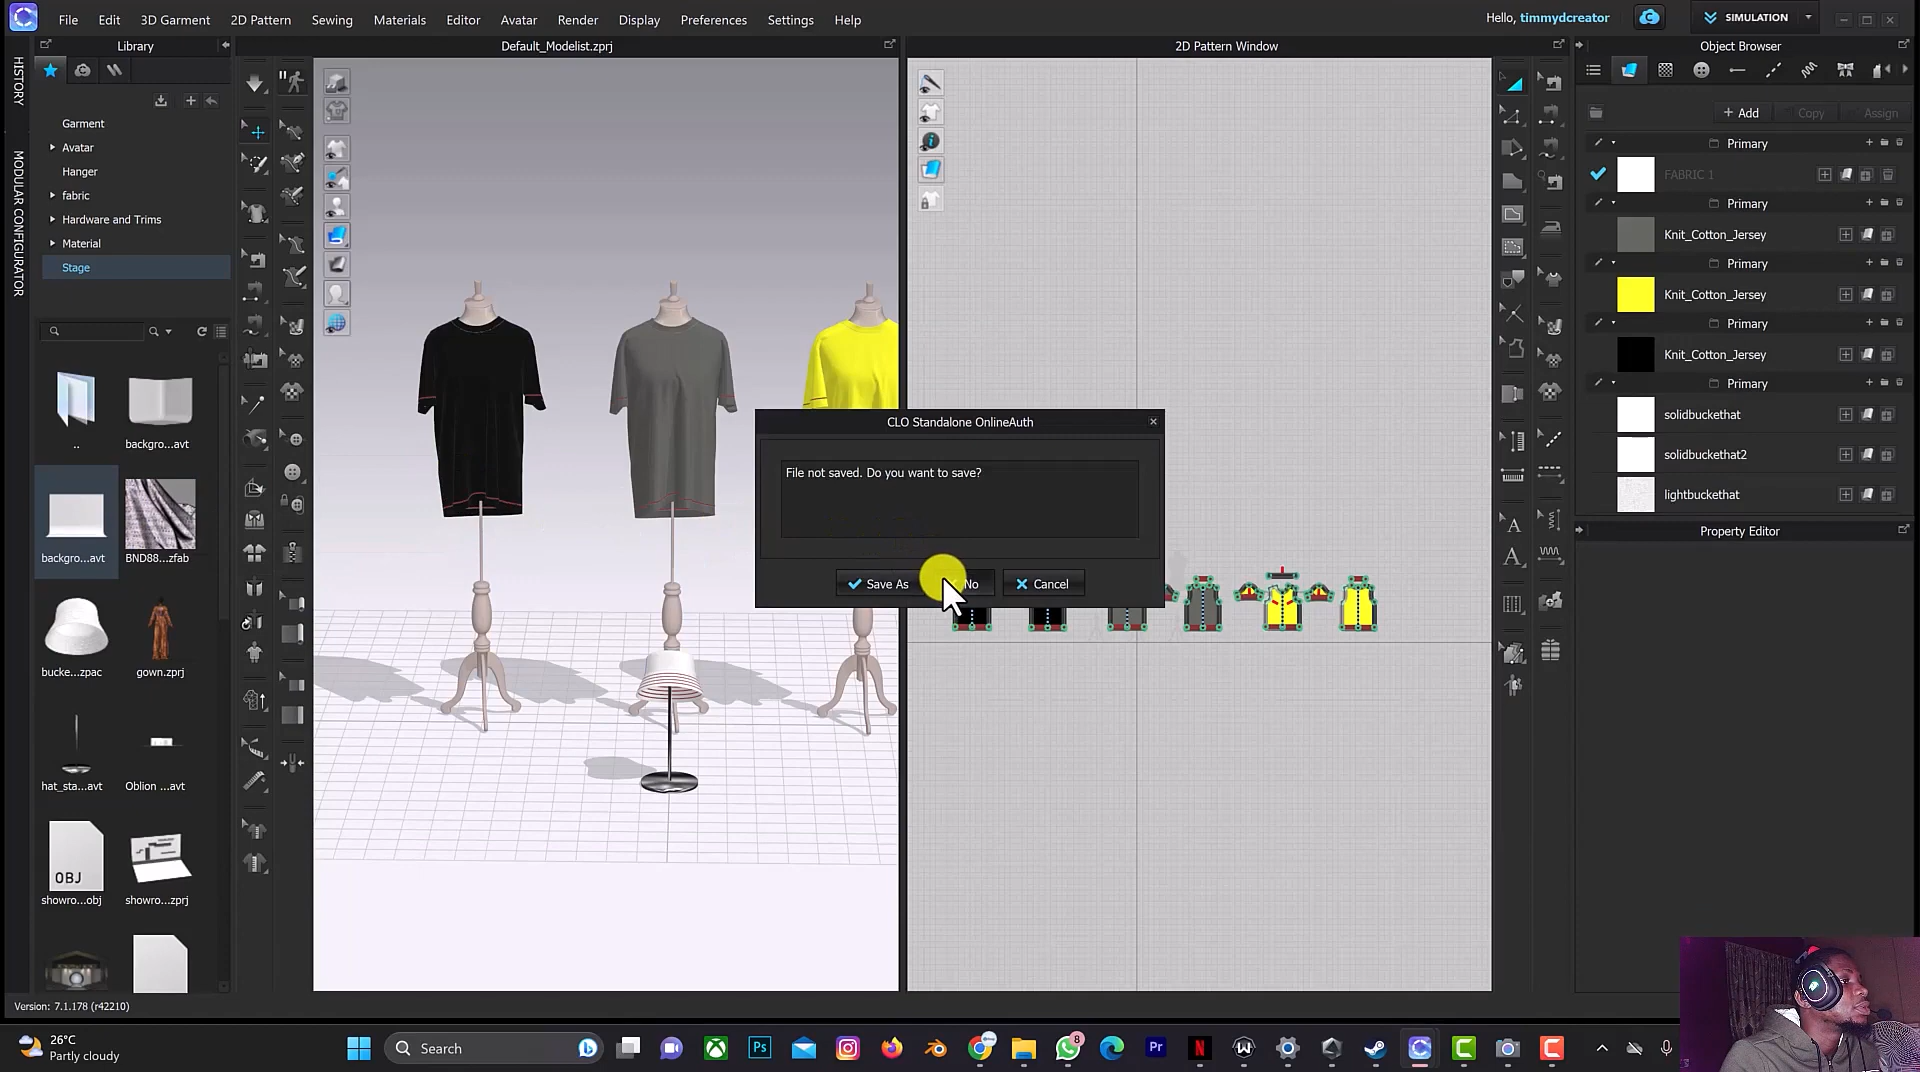 File Edit 3D Garment 2D Pattern Sewing Materials Editor Avatar Render Display Preferences Settings Help
Hello, timmydcreator
SIMULATION
Library
Default_Modelist.zprj
2D Pattern Window
Object Browser
HISTORY
MODULAR CONFIGURATOR
Garment
Avatar
Hanger
fabric
Hardware and Trims
Material
Stage
..
backgro....avt
backgro....avt
BND88....zfab
bucke...zpac
gown.zprj
hat_sta...avt
Oblion ...avt
OBJ
showro...obj
showro...zprj
CLO Standalone OnlineAuth
File not saved. Do you want to save?
Save As
No
Cancel
+ Add
Copy
Assign
Primary
FABRIC 1
Primary
Knit_Cotton_Jersey
Primary
Knit_Cotton_Jersey
Primary
Knit_Cotton_Jersey
Primary
solidbuckethat
solidbuckethat2
lightbuckethat
Property Editor
Version: 7.1.178 (r42210)
26°C
Partly cloudy
Search
Ps
8
Pr
N